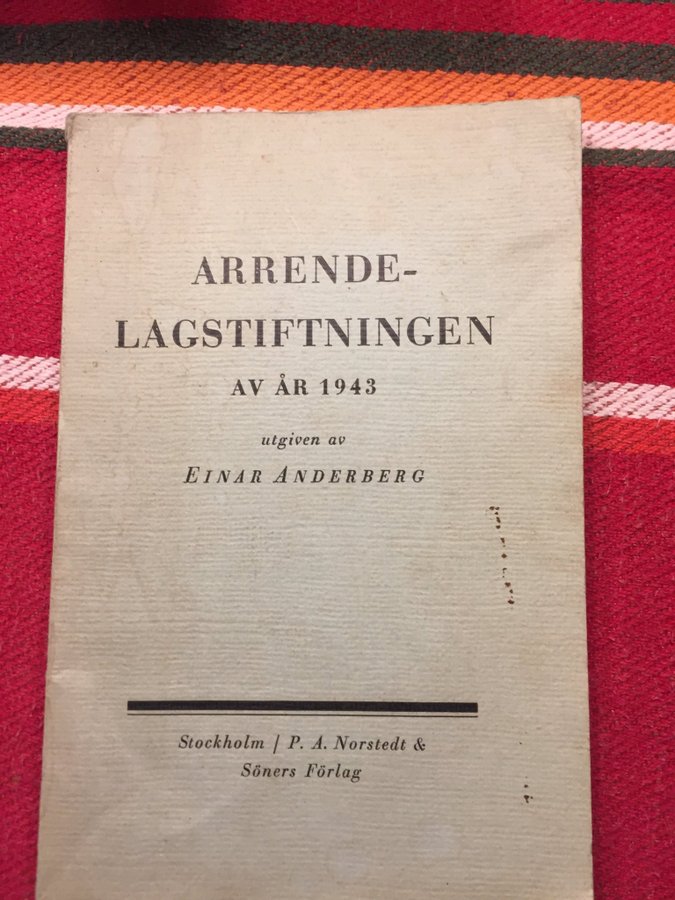 ARRENDE-
LAGSTIFTNINGEN
AV ÅR 1943
utgiven av
EINAR ANDERBERG
Stockholm / P. A. Norstedt &
Söners Förlag